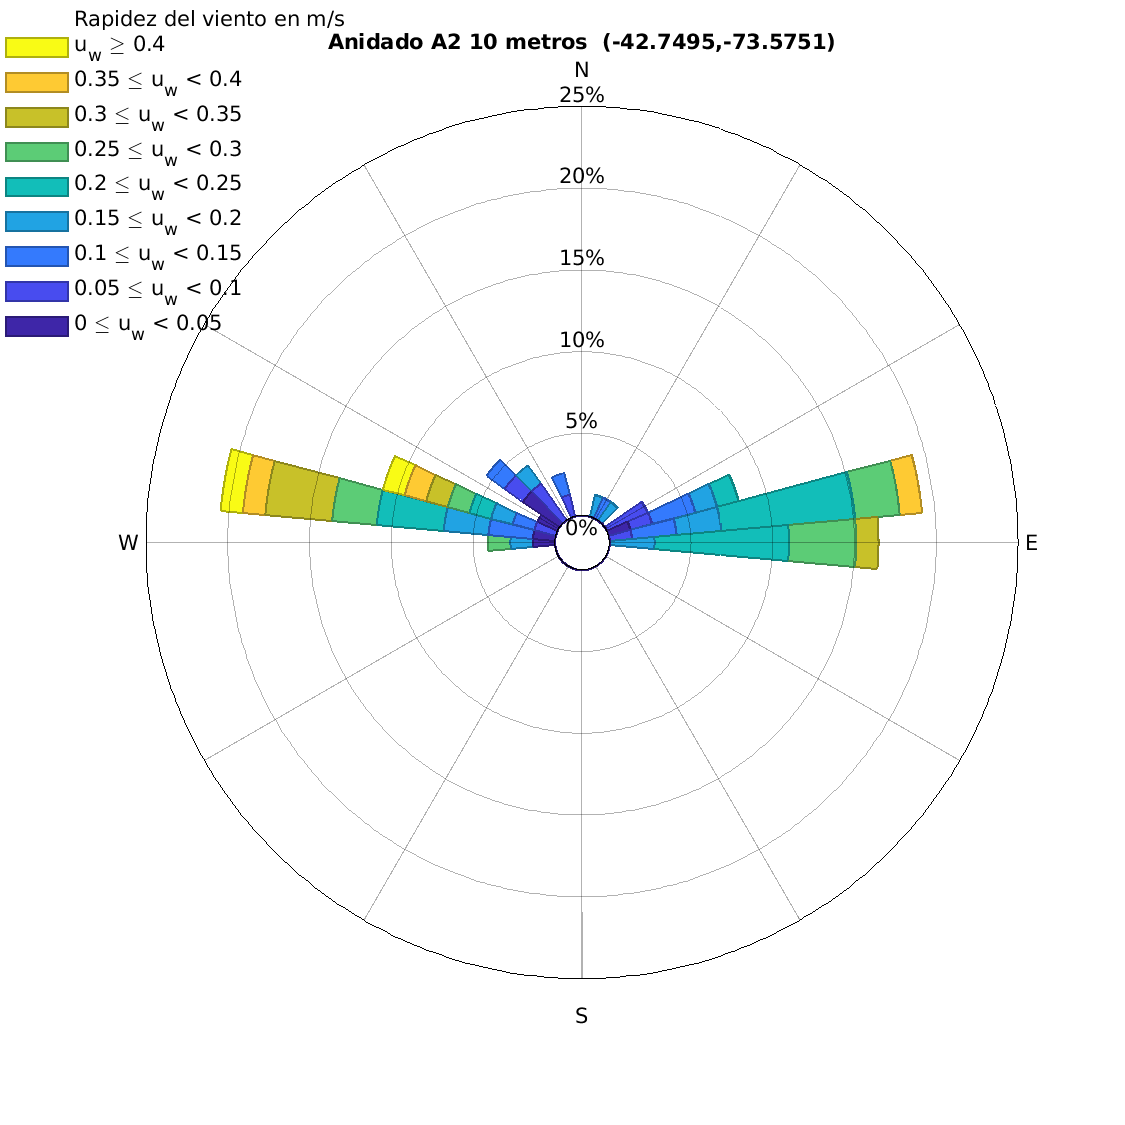 Rapidez del viento en m/s
u_w ≥ 0.4
0.35 ≤ u_w < 0.4
0.3 ≤ u_w < 0.35
0.25 ≤ u_w < 0.3
0.2 ≤ u_w < 0.25
0.15 ≤ u_w < 0.2
0.1 ≤ u_w < 0.15
0.05 ≤ u_w < 0.1
0 ≤ u_w < 0.05
Anidado A2 10 metros (-42.7495,-73.5751)
N
25%
20%
15%
10%
5%
0%
W
E
S